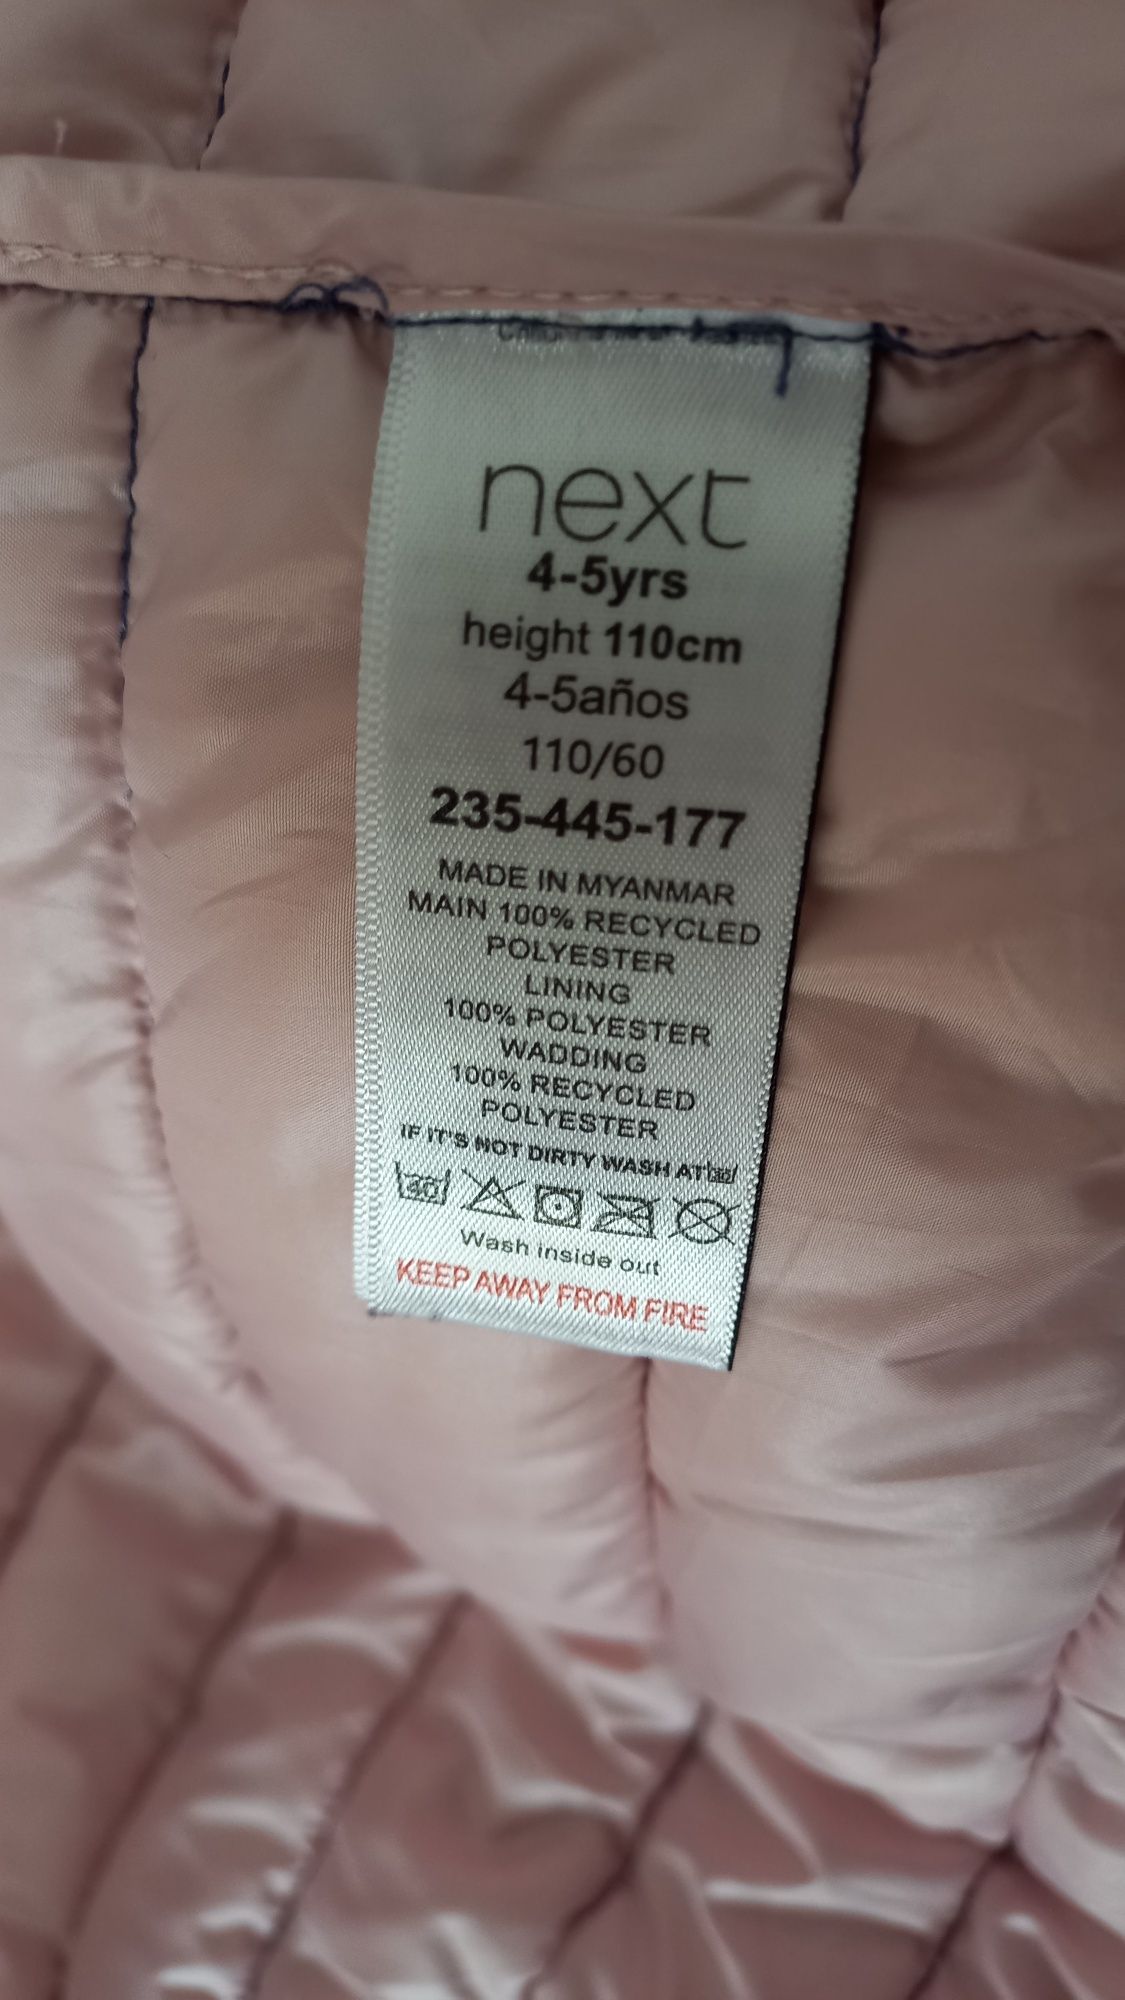 next
4-5yrs
height 110cm
4-5años
110/60
235-445-177
MADE IN MYANMAR
MAIN 100% RECYCLED
POLYESTER
LINING
100% POLYESTER
WADDING
100% RECYCLED
POLYESTER
IF IT'S NOT DIRTY WASH AT 30
40
Wash inside out
KEEP AWAY FROM FIRE